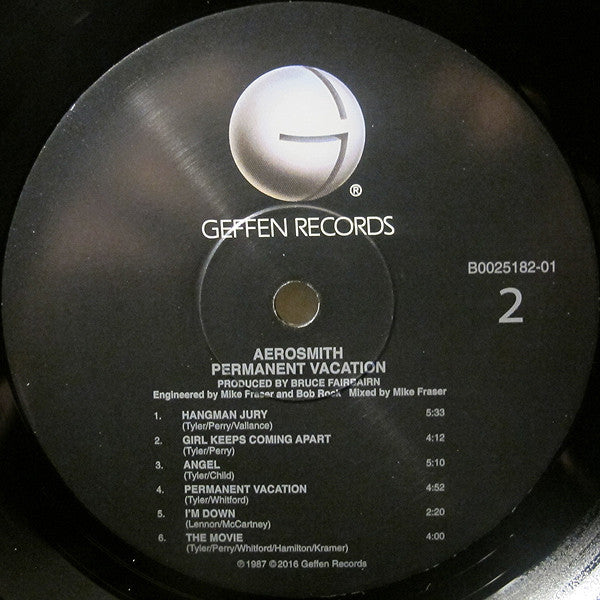 ®
GEFFEN RECORDS
B0025182-01
2
AEROSMITH
PERMANENT VACATION
PRODUCED BY BRUCE FAIRBAIRN
Engineered by Mike Fraser and Bob Rock Mixed by Mike Fraser
1. HANGMAN JURY 5:33
(Tyler/Perry/Vallance)
2. GIRL KEEPS COMING APART 4:12
(Tyler/Perry)
3. ANGEL 5:10
(Tyler/Child)
4. PERMANENT VACATION 4:52
(Tyler/Whitford)
5. I'M DOWN 2:20
(Lennon/McCartney)
6. THE MOVIE 4:00
(Tyler/Perry/Whitford/Hamilton/Kramer)
℗ 1987 © 2016 Geffen Records